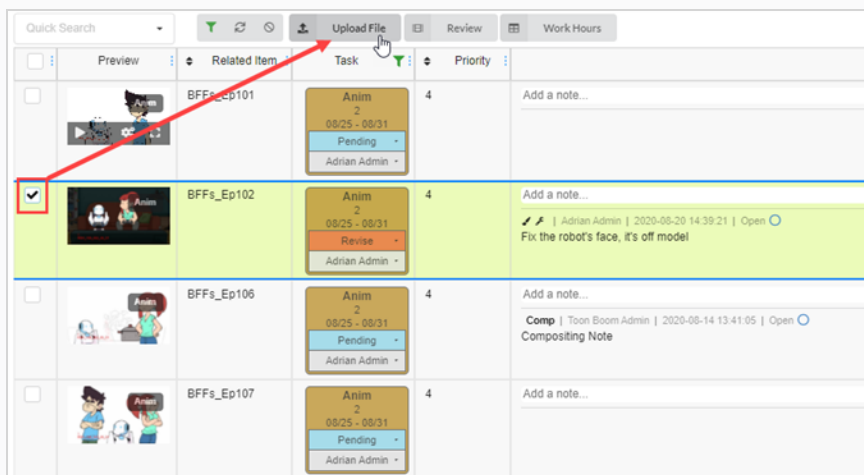 Quick Search
Upload File
Review
Work Hours
Preview
Related Item
Task
Priority
Anim
BFFs_Ep101
Anim
2
08/25 - 08/31
Pending
Adrian Admin
4
Add a note...
Anim
BFFs_Ep102
Anim
2
08/25 - 08/31
Revise
Adrian Admin
4
Add a note...
| Adrian Admin | 2020-08-20 14:39:21 | Open
Fix the robot's face, it's off model
Anim
BFFs_Ep106
Anim
2
08/25 - 08/31
Pending
Adrian Admin
4
Add a note...
Comp | Toon Boom Admin | 2020-08-14 13:41:05 | Open
Compositing Note
Anim
BFFs_Ep107
Anim
2
08/25 - 08/31
Pending
Adrian Admin
4
Add a note...